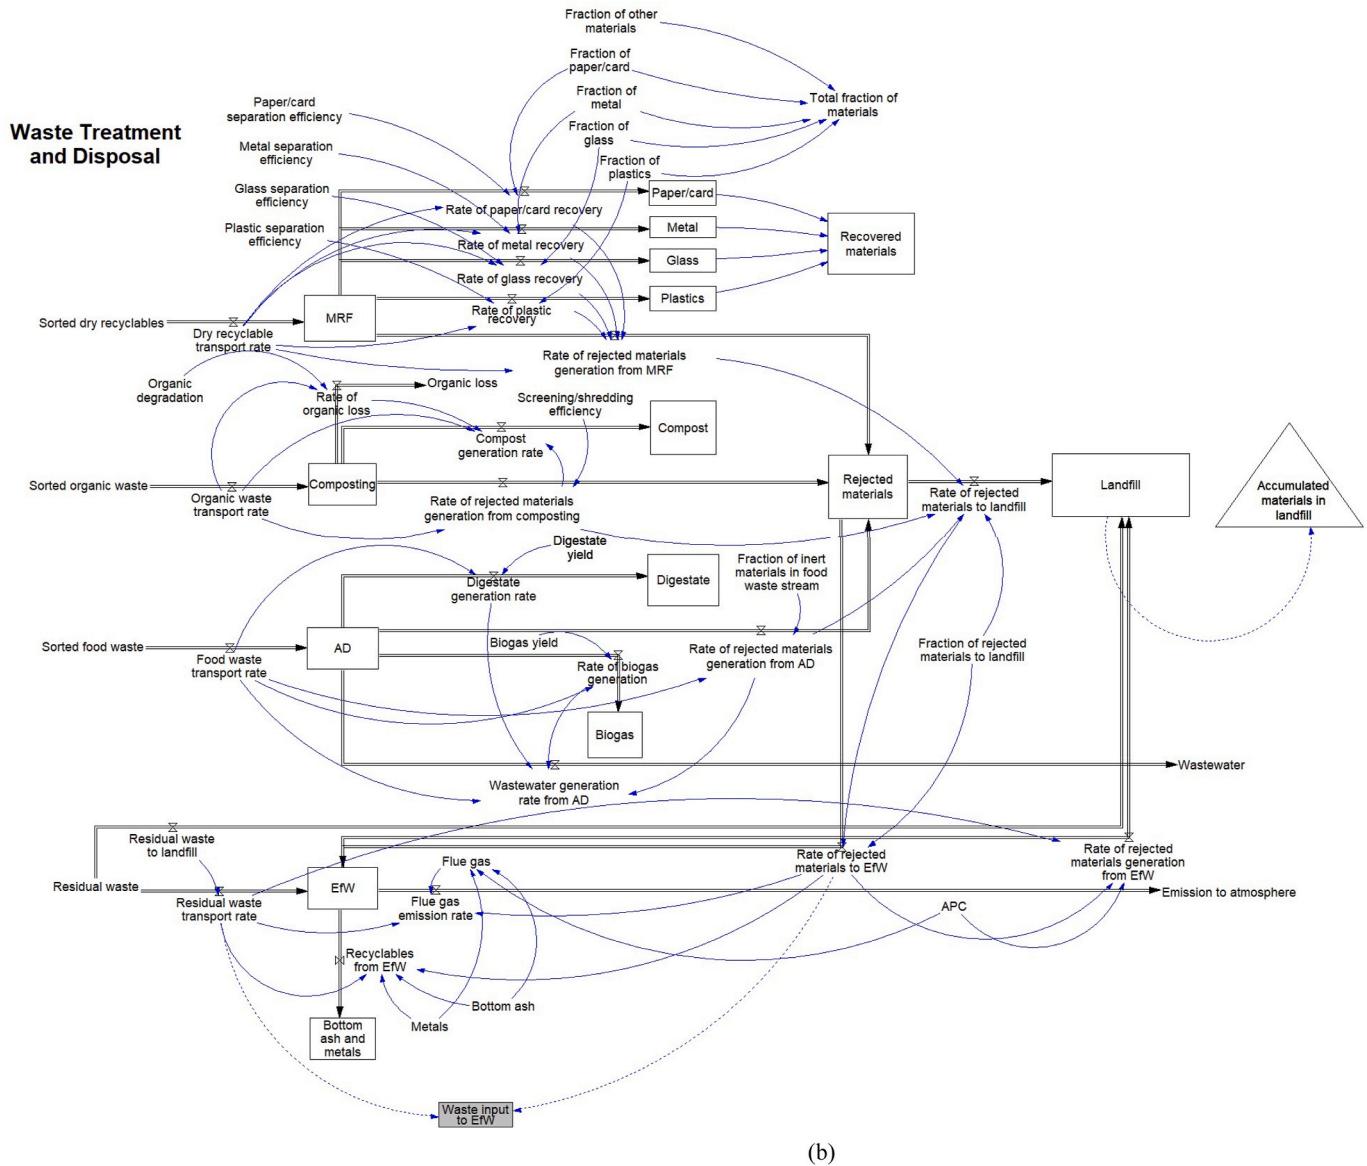 Fraction of other
materials
Fraction of
paper/card
Fraction of
metal
Total fraction of
materials
Paper/card
separation efficiency
Waste Treatment
and Disposal
Fraction of
glass
Metal separation
efficiency
Fraction of
plastics
Glass separation
efficiency
Paper/card
Rate of paper/card recovery
Plastic separation
efficiency
Metal
Recovered
materials
Rate of metal recovery
Glass
Rate of glass recovery
Plastics
MRF
Rate of plastic
recovery
Sorted dry recyclables
Dry recyclable
transport rate
Rate of rejected materials
generation from MRF
Organic
degradation
Organic loss
Rate of
organic loss
Screening/shredding
efficiency
Compost
Compost
generation rate
Sorted organic waste
Composting
Rejected
materials
Landfill
Accumulated
materials in
landfill
Organic waste
transport rate
Rate of rejected materials
generation from composting
Rate of rejected
materials to landfill
Digestate
yield
Fraction of inert
materials in food
waste stream
Digestate
Digestate
generation rate
Sorted food waste
AD
Biogas yield
Rate of rejected materials
generation from AD
Fraction of rejected
materials to landfill
Food waste
transport rate
Rate of biogas
generation
Biogas
Wastewater
Wastewater generation
rate from AD
Residual waste
to landfill
Rate of rejected
materials to EfW
Rate of rejected
materials generation
from EfW
Flue gas
Residual waste
EfW
Emission to atmosphere
Residual waste
transport rate
Flue gas
emission rate
APC
Recyclables
from EfW
Bottom ash
Metals
Bottom
ash and
metals
Waste input
to EfW
(b)